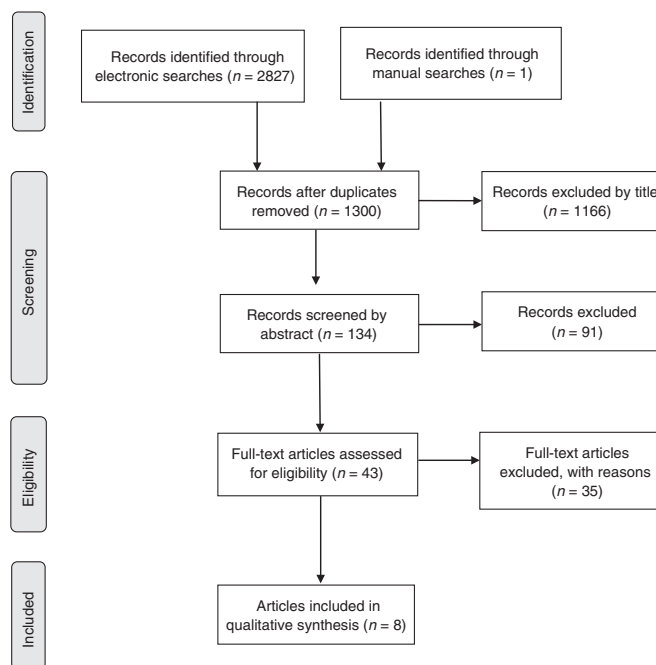 Identification
Records identified through
electronic searches (n = 2827)
Records identified through
manual searches (n = 1)
Screening
Records after duplicates
removed (n = 1300)
Records excluded by title
(n = 1166)
Records screened by
abstract (n = 134)
Records excluded
(n = 91)
Eligibility
Full-text articles assessed
for eligibility (n = 43)
Full-text articles
excluded, with reasons
(n = 35)
Included
Articles included in
qualitative synthesis (n = 8)